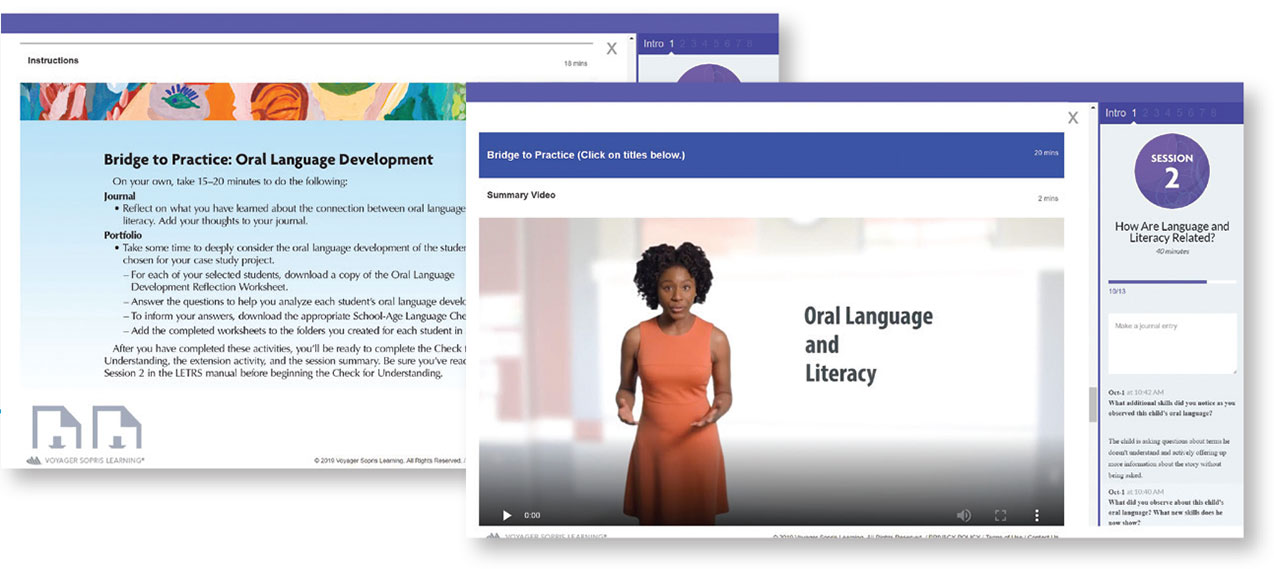 Intro 1 2 3 4 5 6 7 8
X
Instructions
18 mins
Bridge to Practice: Oral Language Development
On your own, take 15–20 minutes to do the following:
Journal
• Reflect on what you have learned about the connection between oral language
literacy. Add your thoughts to your journal.
Portfolio
• Take some time to deeply consider the oral language development of the
chosen for your case study project.
– For each of your selected students, download a copy of the Oral Language
Development Reflection Worksheet.
– Answer the questions to help you analyze each student's oral language
– To inform your answers, download the appropriate School-Age Language
– Add the completed worksheets to the folders you created for each student in
After you have completed these activities, you'll be ready to complete the Check
Understanding, the extension activity, and the session summary. Be sure you've
Session 2 in the LETRS manual before beginning the Check for Understanding.
VOYAGER SOPRIS LEARNING®
© 2019 Voyager Sopris Learning. All Rights Reserved.
X
Bridge to Practice (Click on titles below.)
20 mins
Summary Video
2 mins
Oral Language
and
Literacy
0:00
VOYAGER SOPRIS LEARNING®
© 2019 Voyager Sopris Learning. All Rights Reserved. / PRIVACY POLICY / Terms of Use / Contact Us
Intro 1 2 3 4 5 6 7 8
SESSION
2
How Are Language and
Literacy Related?
40 minutes
10/13
Make a journal entry
Oct-1 at 10:42 AM
What additional skills did you notice as you
observed this child's oral language?
The child is asking questions about terms he
doesn't understand and actively offering up
more information about the story without
being asked.
Oct-1 at 10:40 AM
What did you observe about this child's
oral language? What new skills does he
now show?